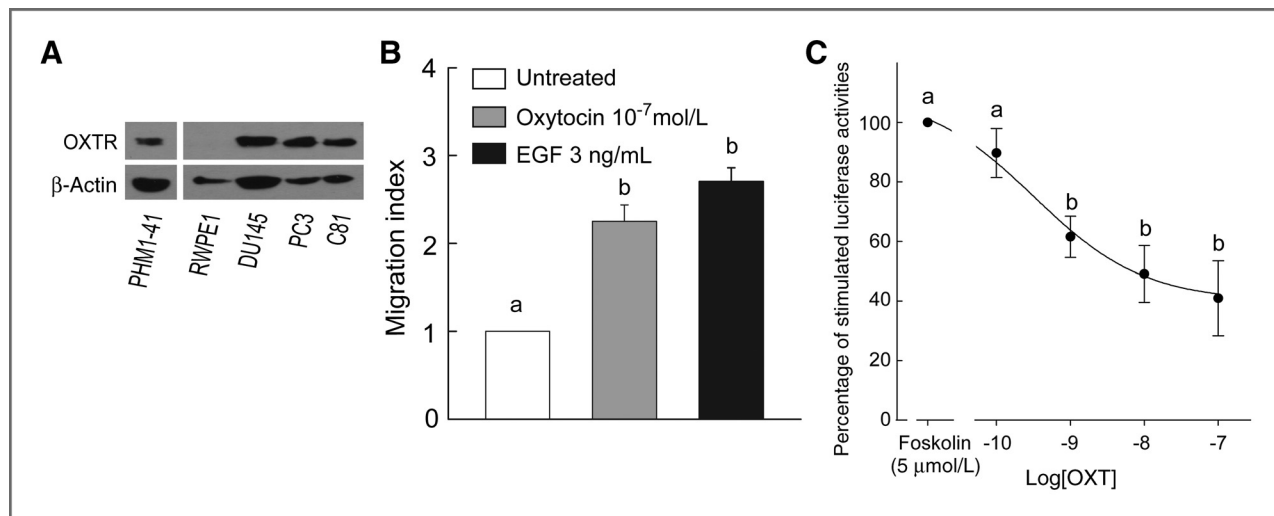 A
OXTR
β-Actin
PHM1-41
RWPE1
DU145
PC3
C81
B
Migration index
4
3
2
1
0
Untreated
Oxytocin 10⁻⁷mol/L
EGF 3 ng/mL
a
b
b
C
Percentage of stimulated luciferase activities
100
80
60
40
20
0
a
a
b
b
b
Foskolin
(5 μmol/L)
-10
-9
-8
-7
Log[OXT]